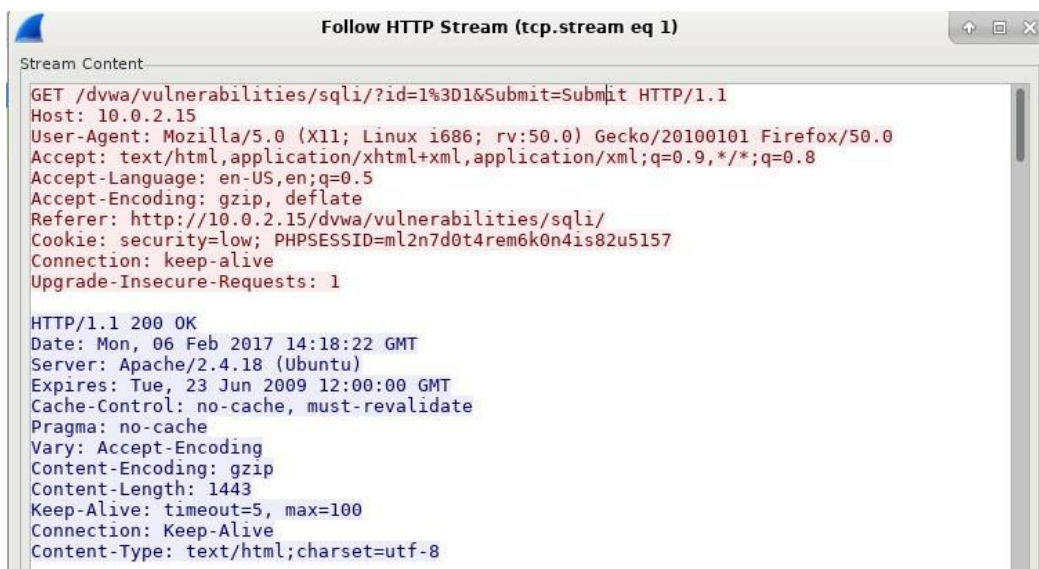 Follow HTTP Stream (tcp.stream eq 1)
Stream Content
GET /dvwa/vulnerabilities/sqli/?id=1%3D1&Submit=Submit HTTP/1.1
Host: 10.0.2.15
User-Agent: Mozilla/5.0 (X11; Linux i686; rv:50.0) Gecko/20100101 Firefox/50.0
Accept: text/html,application/xhtml+xml,application/xml;q=0.9,*/*;q=0.8
Accept-Language: en-US,en;q=0.5
Accept-Encoding: gzip, deflate
Referer: http://10.0.2.15/dvwa/vulnerabilities/sqli/
Cookie: security=low; PHPSESSID=ml2n7d0t4rem6k0n4is82u5157
Connection: keep-alive
Upgrade-Insecure-Requests: 1
HTTP/1.1 200 OK
Date: Mon, 06 Feb 2017 14:18:22 GMT
Server: Apache/2.4.18 (Ubuntu)
Expires: Tue, 23 Jun 2009 12:00:00 GMT
Cache-Control: no-cache, must-revalidate
Pragma: no-cache
Vary: Accept-Encoding
Content-Encoding: gzip
Content-Length: 1443
Keep-Alive: timeout=5, max=100
Connection: Keep-Alive
Content-Type: text/html;charset=utf-8